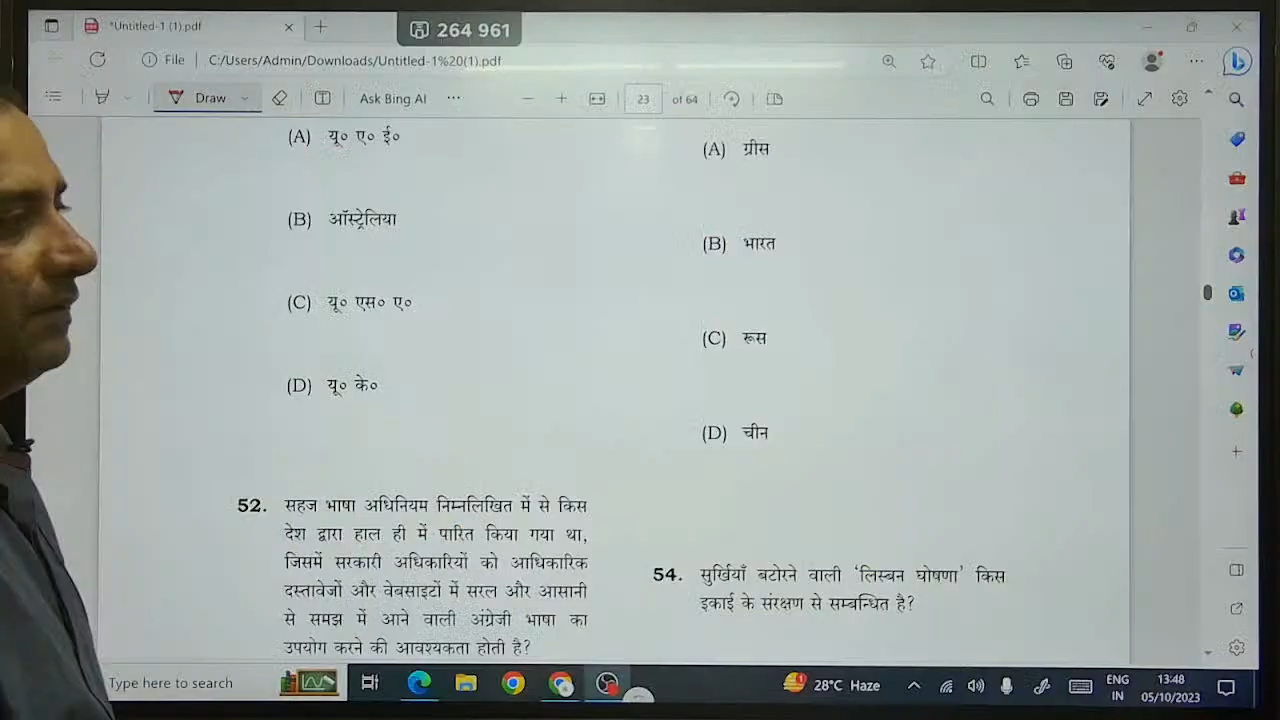 *Untitled-1 (1).pdf
264 961
File
C:/Users/Admin/Downloads/Untitled-1%20(1).pdf
Draw
Ask Bing AI
23 of 64
(A) यू० ए० ई०
(B) ऑस्ट्रेलिया
(C) यू० एस० ए०
(D) यू० के०
52. सहज भाषा अधिनियम निम्नलिखित में से किस
देश द्वारा हाल ही में पारित किया गया था,
जिसमें सरकारी अधिकारियों को आधिकारिक
दस्तावेजों और वेबसाइटों में सरल और आसानी
से समझ में आने वाली अंग्रेजी भाषा का
उपयोग करने की आवश्यकता होती है?
(A) ग्रीस
(B) भारत
(C) रूस
(D) चीन
54. सुर्खियाँ बटोरने वाली ‘लिस्बन घोषणा’ किस
इकाई के संरक्षण से सम्बन्धित है?
Type here to search
28°C Haze
ENG
IN
13:48
05/10/2023